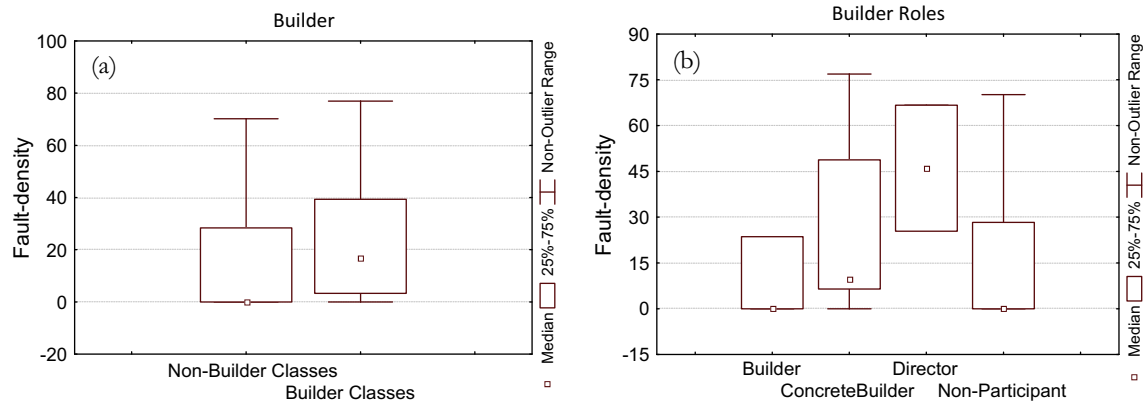 Builder
(a)
Fault-density
100
80
60
40
20
0
-20
Non-Builder Classes
Builder Classes
Median 25%-75% Non-Outlier Range
Builder Roles
(b)
Fault-density
90
75
60
45
30
15
0
-15
Builder
Director
ConcreteBuilder
Non-Participant
Median 25%-75% Non-Outlier Range